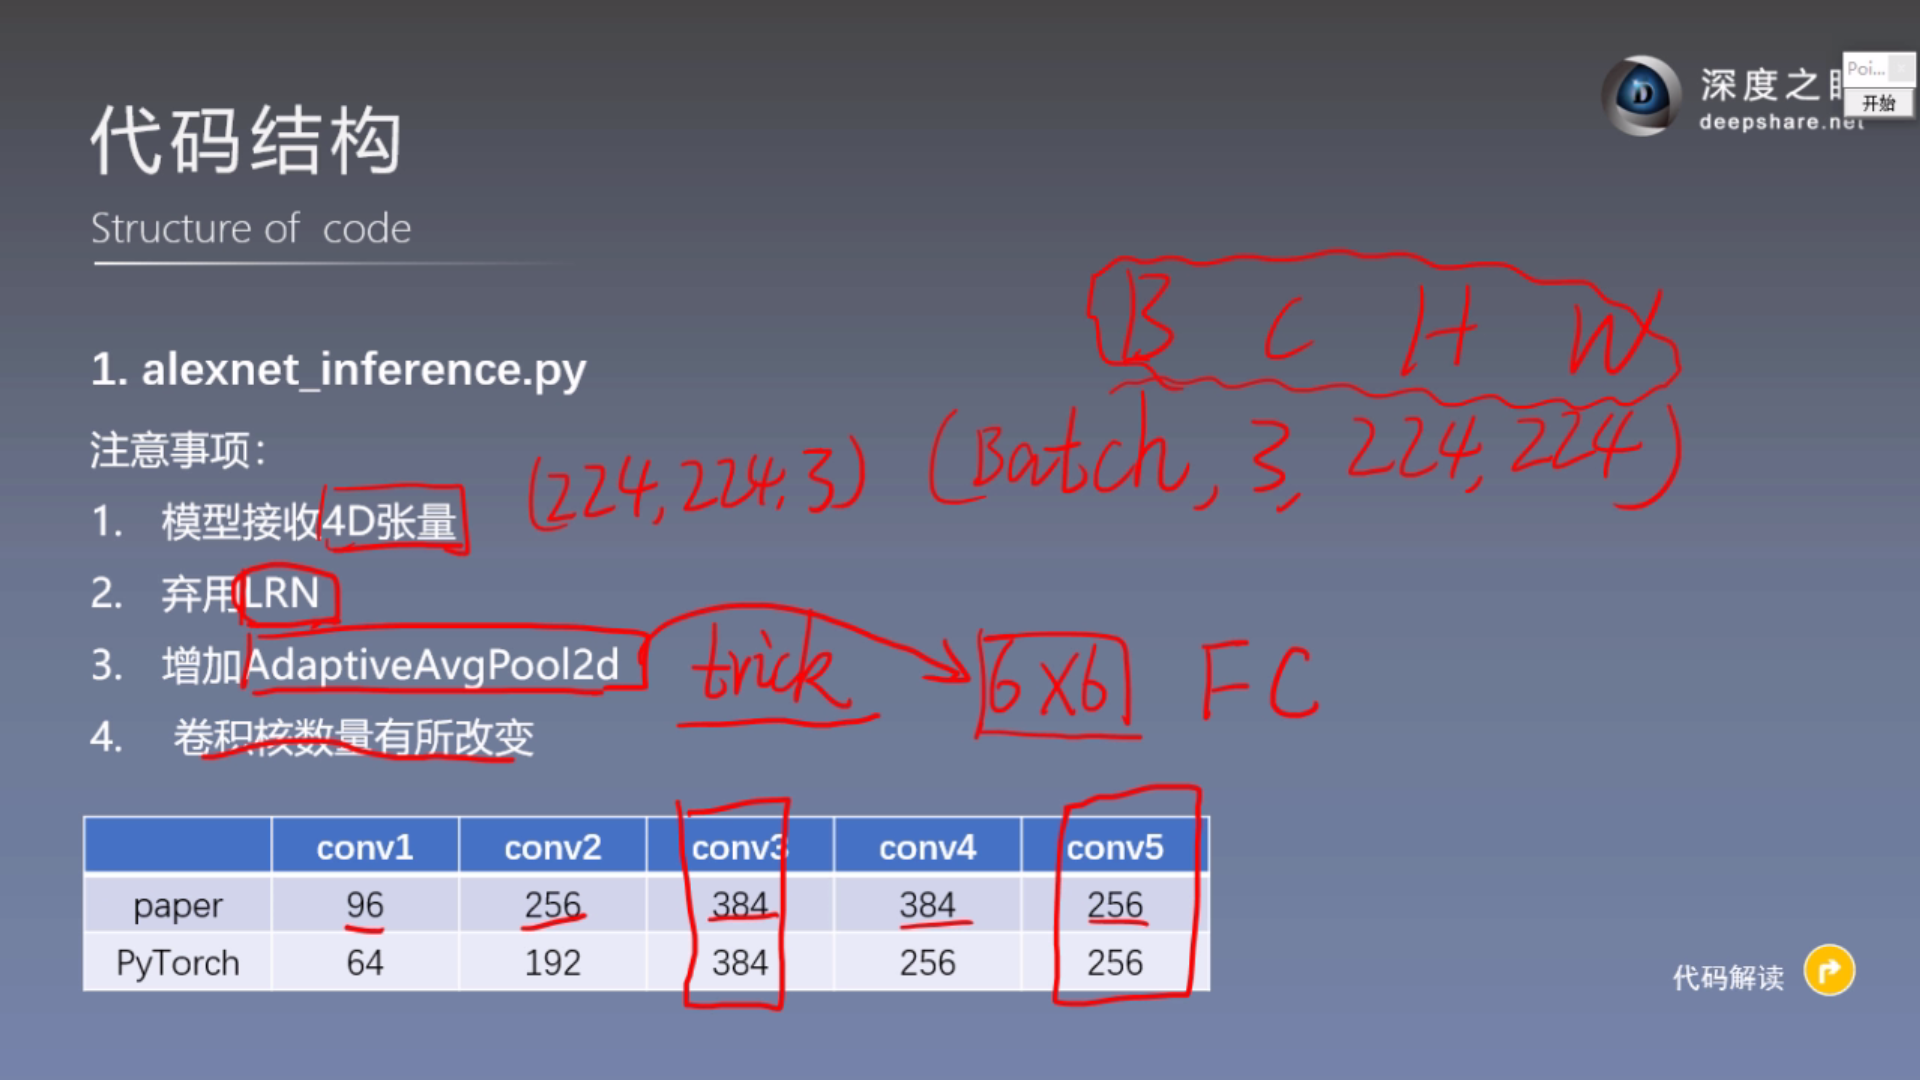 代码结构
Structure of code
深度之
deepshare.net
Poi...
开始
1. alexnet_inference.py
B C H W
注意事项：
(224,224,3) (Batch, 3, 224, 224)
1. 模型接收4D张量
2. 弃用LRN
3. 增加AdaptiveAvgPool2d trick 6X6 FC
4. 卷积核数量有所改变
conv1 conv2 conv3 conv4 conv5
paper 96 256 384 384 256
PyTorch 64 192 384 256 256
代码解读